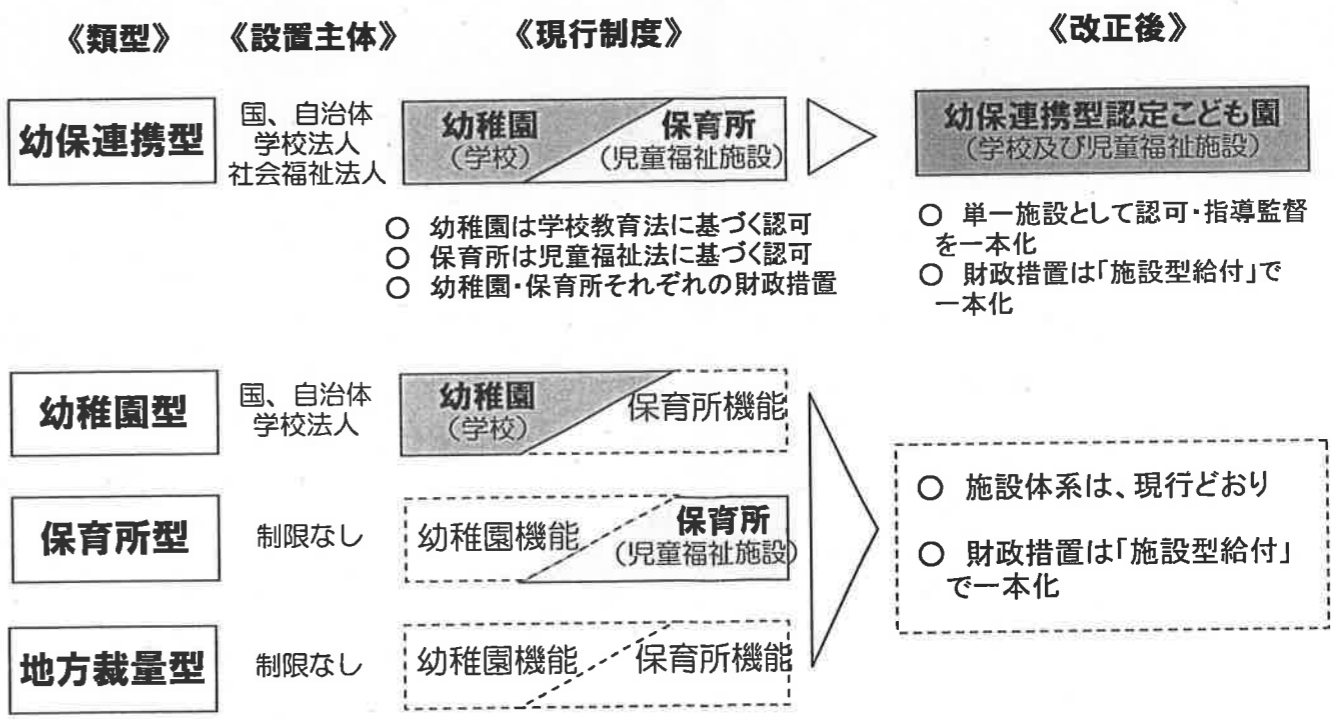 《類型》 《設置主体》 《現行制度》 《改正後》
幼保連携型
国、自治体
学校法人
社会福祉法人
幼稚園
(学校)
保育所
(児童福祉施設)
幼保連携型認定こども園
(学校及び児童福祉施設)
○ 幼稚園は学校教育法に基づく認可
○ 保育所は児童福祉法に基づく認可
○ 幼稚園・保育所それぞれの財政措置
○ 単一施設として認可・指導監督
を一本化
○ 財政措置は「施設型給付」で
一本化
幼稚園型
国、自治体
学校法人
幼稚園
(学校)
保育所機能
保育所型
制限なし
幼稚園機能
保育所
(児童福祉施設)
地方裁量型
制限なし
幼稚園機能
保育所機能
○ 施設体系は、現行どおり
○ 財政措置は「施設型給付」
で一本化